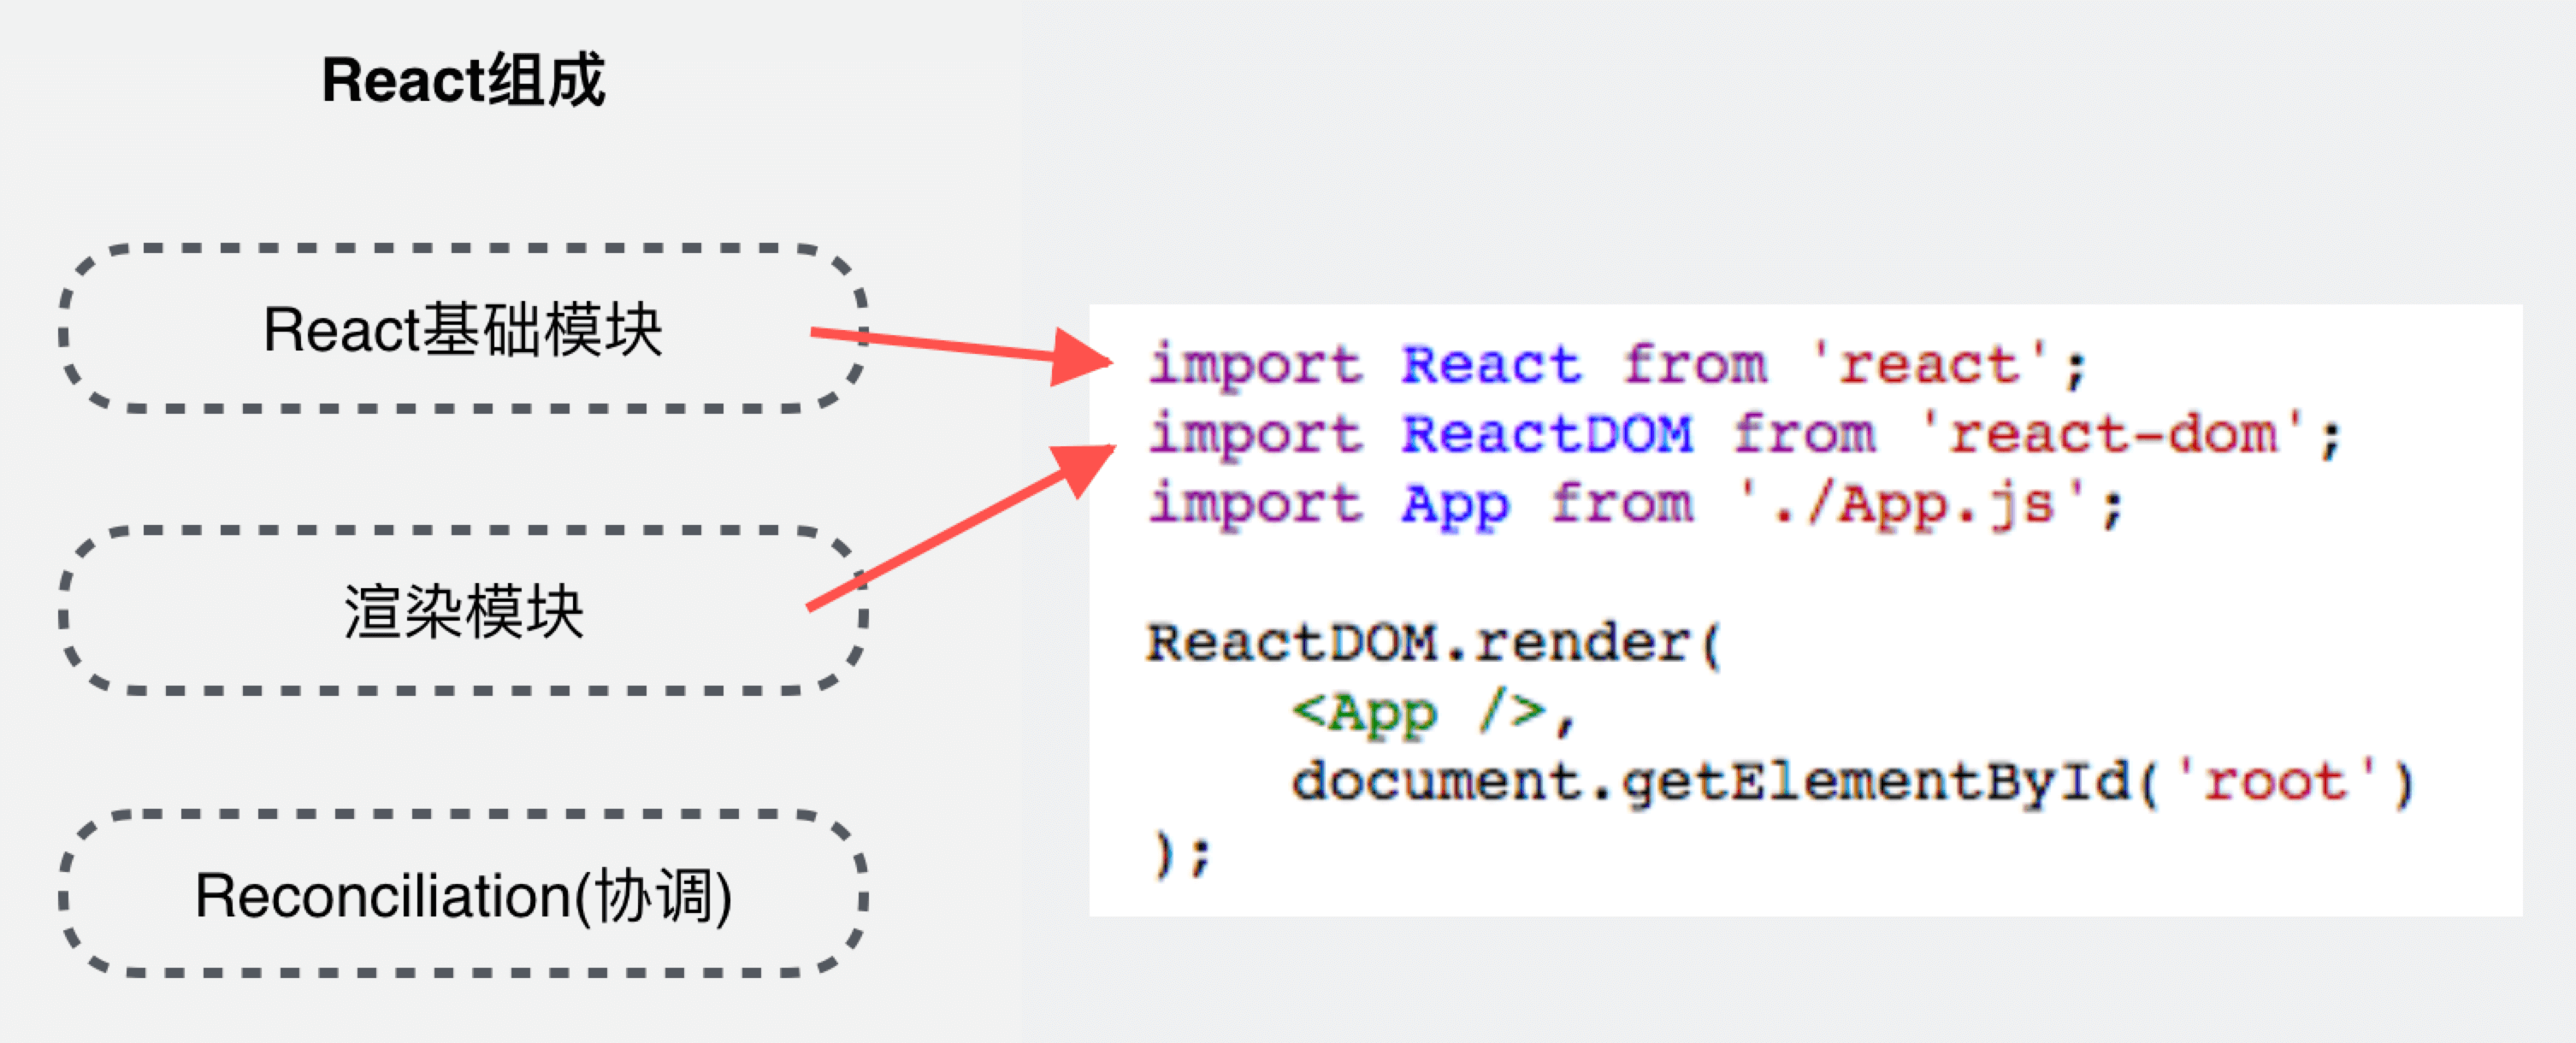 React组成
React基础模块
渲染模块
Reconciliation(协调)
import React from 'react';
import ReactDOM from 'react-dom';
import App from './App.js';
ReactDOM.render(
    <App />,
    document.getElementById('root')
);